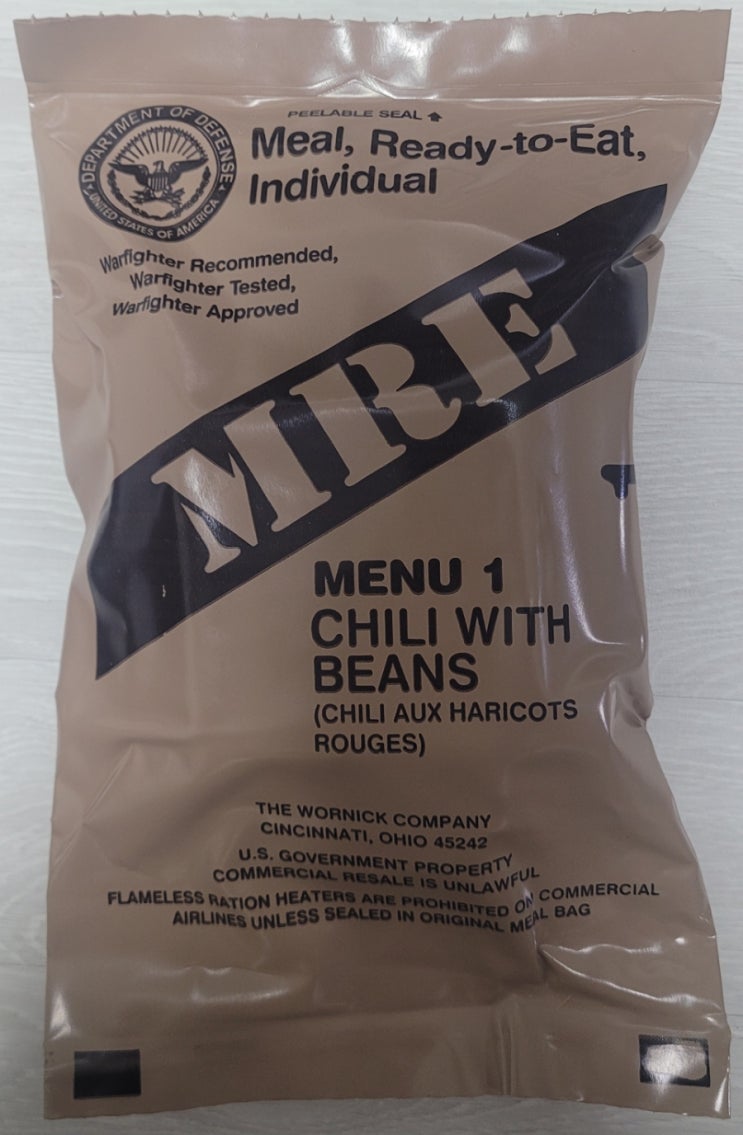 PEELABLE SEAL
DEPARTMENT OF DEFENSE
UNITED STATES OF AMERICA
Meal, Ready-to-Eat,
Individual
Warfighter Recommended,
Warfighter Tested,
Warfighter Approved
MRE
MENU 1
CHILI WITH
BEANS
(CHILI AUX HARICOTS
ROUGES)
THE WORNICK COMPANY
CINCINNATI, OHIO 45242
U.S. GOVERNMENT PROPERTY
COMMERCIAL RESALE IS UNLAWFUL
FLAMELESS RATION HEATERS ARE PROHIBITED ON COMMERCIAL
AIRLINES UNLESS SEALED IN ORIGINAL MEAL BAG